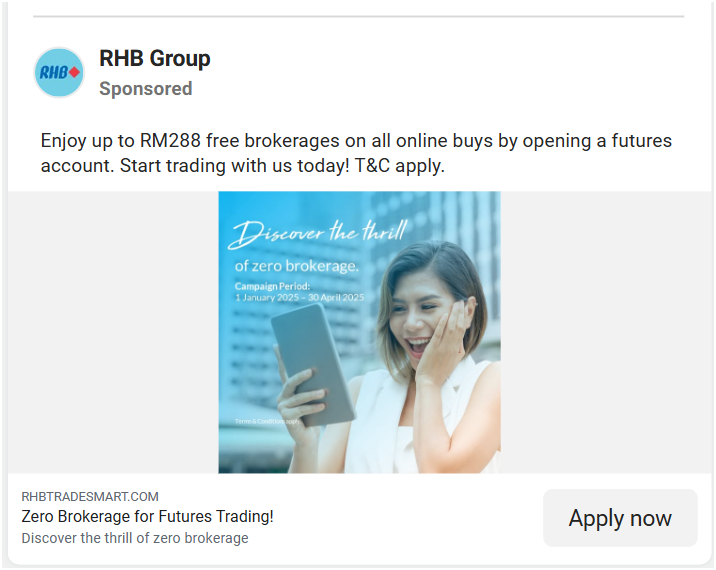 RHB
RHB Group
Sponsored
Enjoy up to RM288 free brokerages on all online buys by opening a futures
account. Start trading with us today! T&C apply.
Discover the thrill
of zero brokerage.
Campaign Period:
1 January 2025 – 30 April 2025
Terms & Conditions apply
RHBTRADESMART.COM
Zero Brokerage for Futures Trading!
Discover the thrill of zero brokerage
Apply now